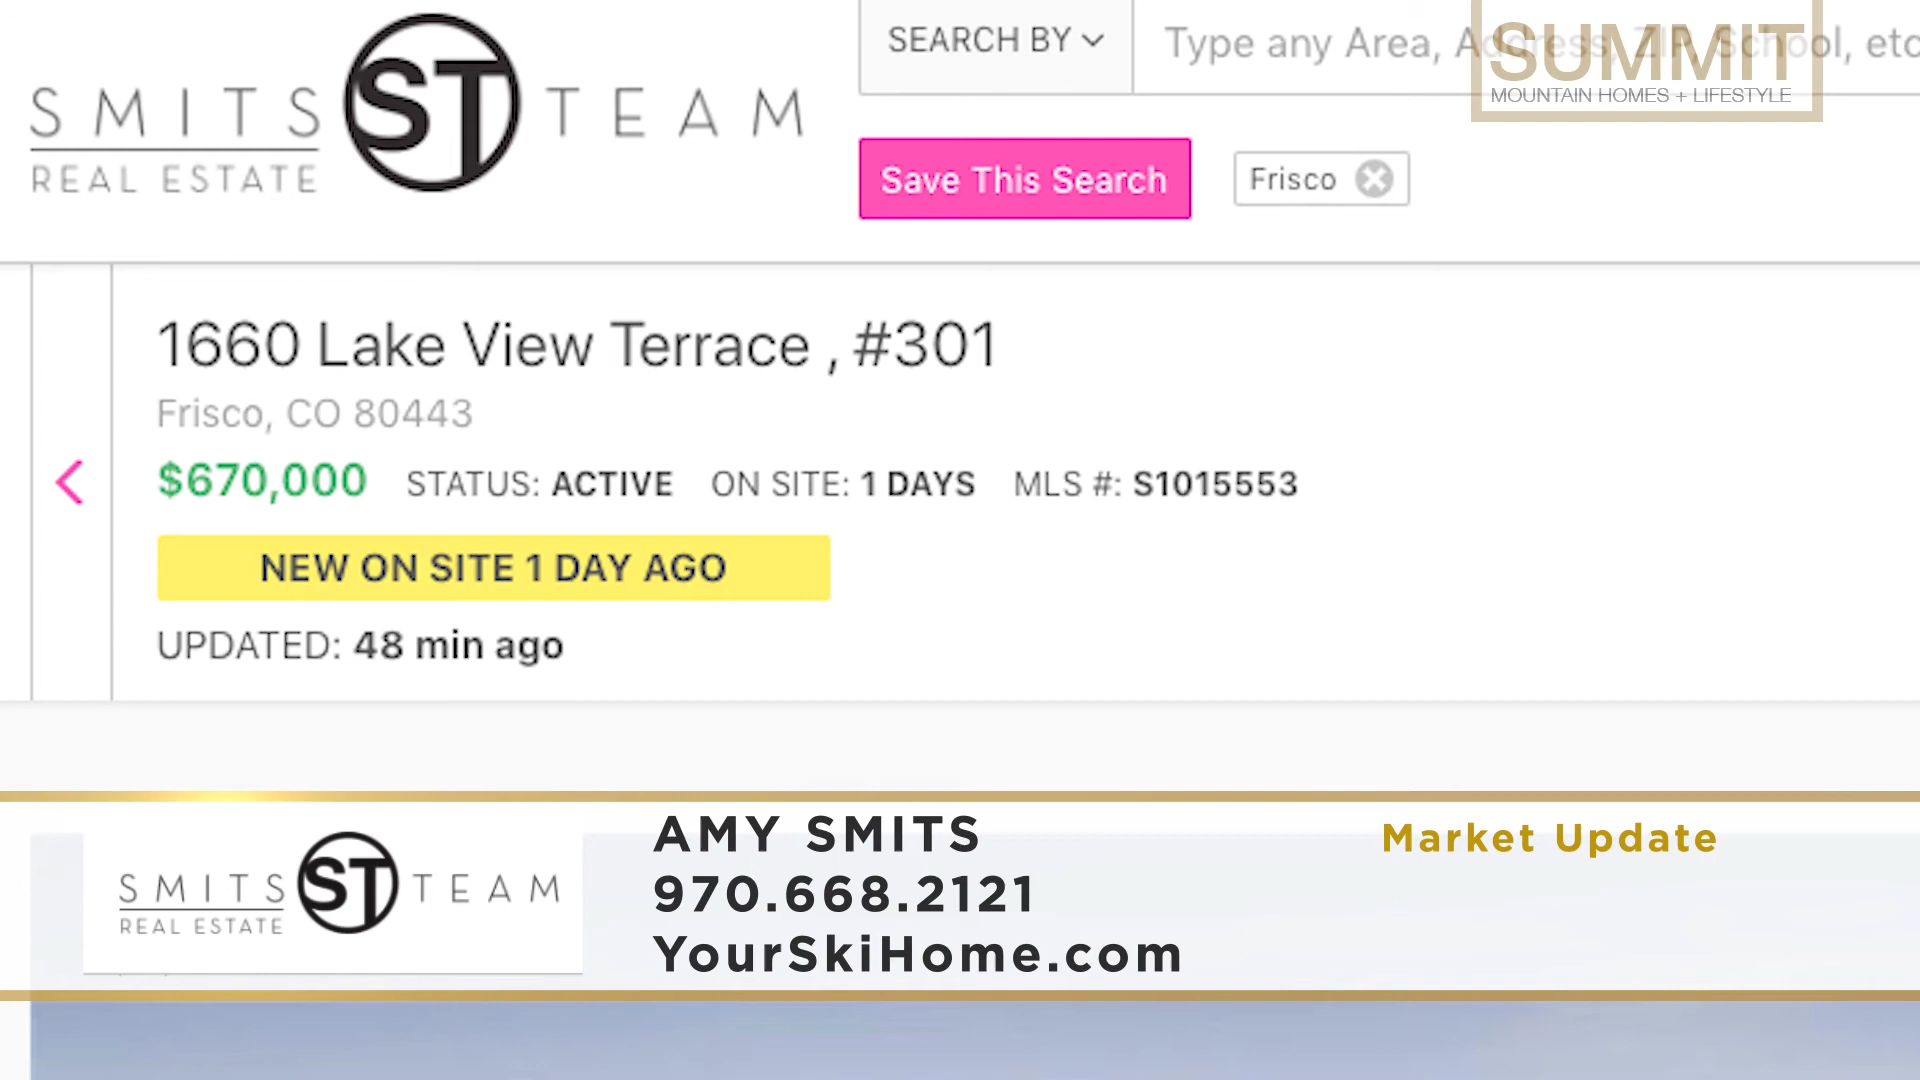 SMITS ST TEAM
REAL ESTATE
SEARCH BY
Type any Area, Address, ZIP, School, etc
SUMMIT
MOUNTAIN HOMES + LIFESTYLE
Save This Search
Frisco
1660 Lake View Terrace , #301
Frisco, CO 80443
$670,000 STATUS: ACTIVE ON SITE: 1 DAYS MLS #: S1015553
NEW ON SITE 1 DAY AGO
UPDATED: 48 min ago
SMITS ST TEAM
REAL ESTATE
AMY SMITS
970.668.2121
YourSkiHome.com
Market Update